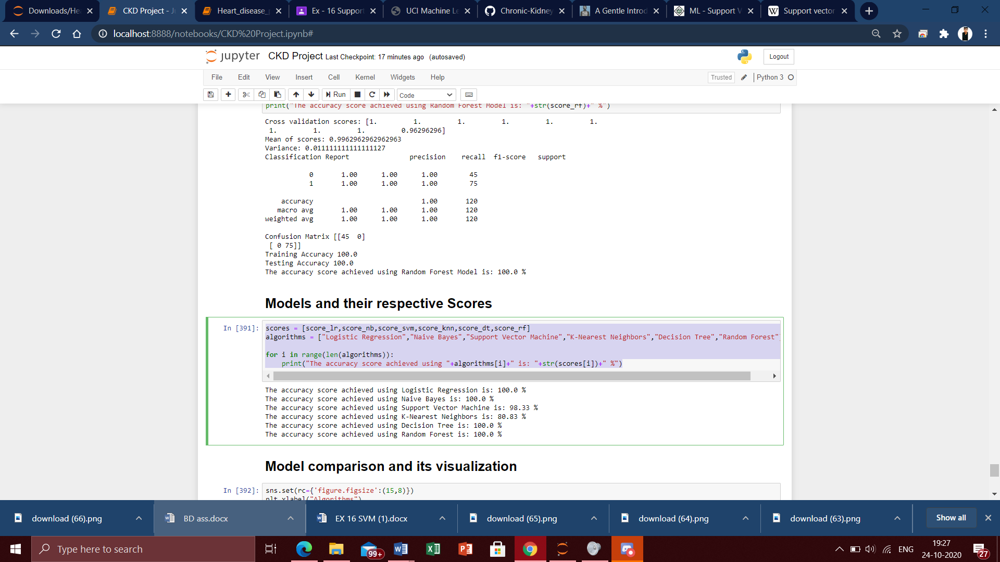 Downloads/He
CKD Project - J
Heart_disease_
Ex - 16 Support
UCI Machine Le
Chronic-Kidney
A Gentle Introd
ML - Support V
Support vector
localhost:8888/notebooks/CKD%20Project.ipynb#
jupyter CKD Project Last Checkpoint: 17 minutes ago (autosaved)
Logout
File Edit View Insert Cell Kernel Widgets Help
Trusted Python 3
Run Code
print("The accuracy score achieved using Random Forest Model is: "+str(score_rf)+" %")
Cross validation scores: [1. 1. 1. 1. 1. 1.
1. 1. 1. 0.96296296]
Mean of scores: 0.9962962962962963
Variance: 0.011111111111111127
Classification Report precision recall f1-score support
0 1.00 1.00 1.00 45
1 1.00 1.00 1.00 75
accuracy 1.00 120
macro avg 1.00 1.00 1.00 120
weighted avg 1.00 1.00 1.00 120
Confusion Matrix [[45 0]
[ 0 75]]
Training Accuracy 100.0
Testing Accuracy 100.0
The accuracy score achieved using Random Forest Model is: 100.0 %
Models and their respective Scores
In [391]: scores = [score_lr,score_nb,score_svm,score_knn,score_dt,score_rf]
algorithms = ["Logistic Regression","Naive Bayes","Support Vector Machine","K-Nearest Neighbors","Decision Tree","Random Forest"
for i in range(len(algorithms)):
print("The accuracy score achieved using "+algorithms[i]+" is: "+str(scores[i])+" %")
The accuracy score achieved using Logistic Regression is: 100.0 %
The accuracy score achieved using Naive Bayes is: 100.0 %
The accuracy score achieved using Support Vector Machine is: 98.33 %
The accuracy score achieved using K-Nearest Neighbors is: 80.83 %
The accuracy score achieved using Decision Tree is: 100.0 %
The accuracy score achieved using Random Forest is: 100.0 %
Model comparison and its visualization
In [392]: sns.set(rc={'figure.figsize':(15,8)})
plt.xlabel("Algorithms")
download (66).png
BD ass.docx
EX 16 SVM (1).docx
download (65).png
download (64).png
download (63).png
Show all
Type here to search
99+
ENG
19:27
24-10-2020
27